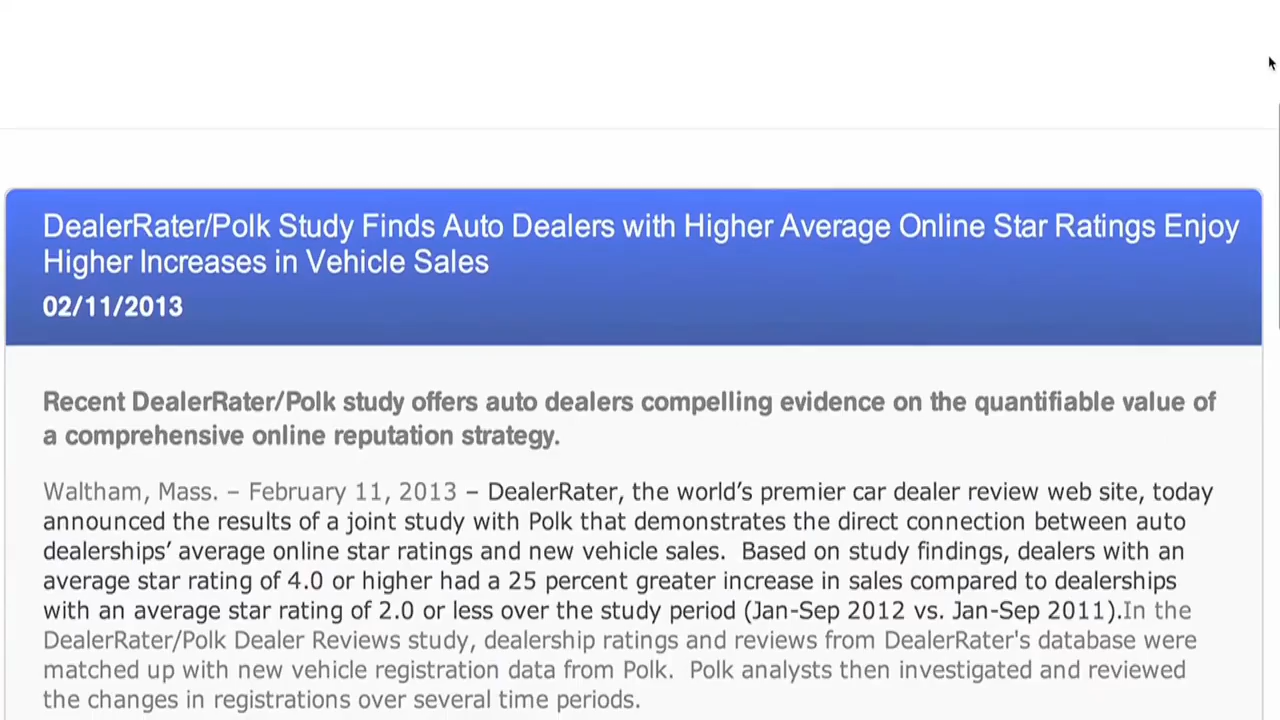 DealerRater/Polk Study Finds Auto Dealers with Higher Average Online Star Ratings Enjoy
Higher Increases in Vehicle Sales
02/11/2013
Recent DealerRater/Polk study offers auto dealers compelling evidence on the quantifiable value of
a comprehensive online reputation strategy.
Waltham, Mass. – February 11, 2013 – DealerRater, the world’s premier car dealer review web site, today
announced the results of a joint study with Polk that demonstrates the direct connection between auto
dealerships’ average online star ratings and new vehicle sales.  Based on study findings, dealers with an
average star rating of 4.0 or higher had a 25 percent greater increase in sales compared to dealerships
with an average star rating of 2.0 or less over the study period (Jan-Sep 2012 vs. Jan-Sep 2011).In the
DealerRater/Polk Dealer Reviews study, dealership ratings and reviews from DealerRater's database were
matched up with new vehicle registration data from Polk.  Polk analysts then investigated and reviewed
the changes in registrations over several time periods.